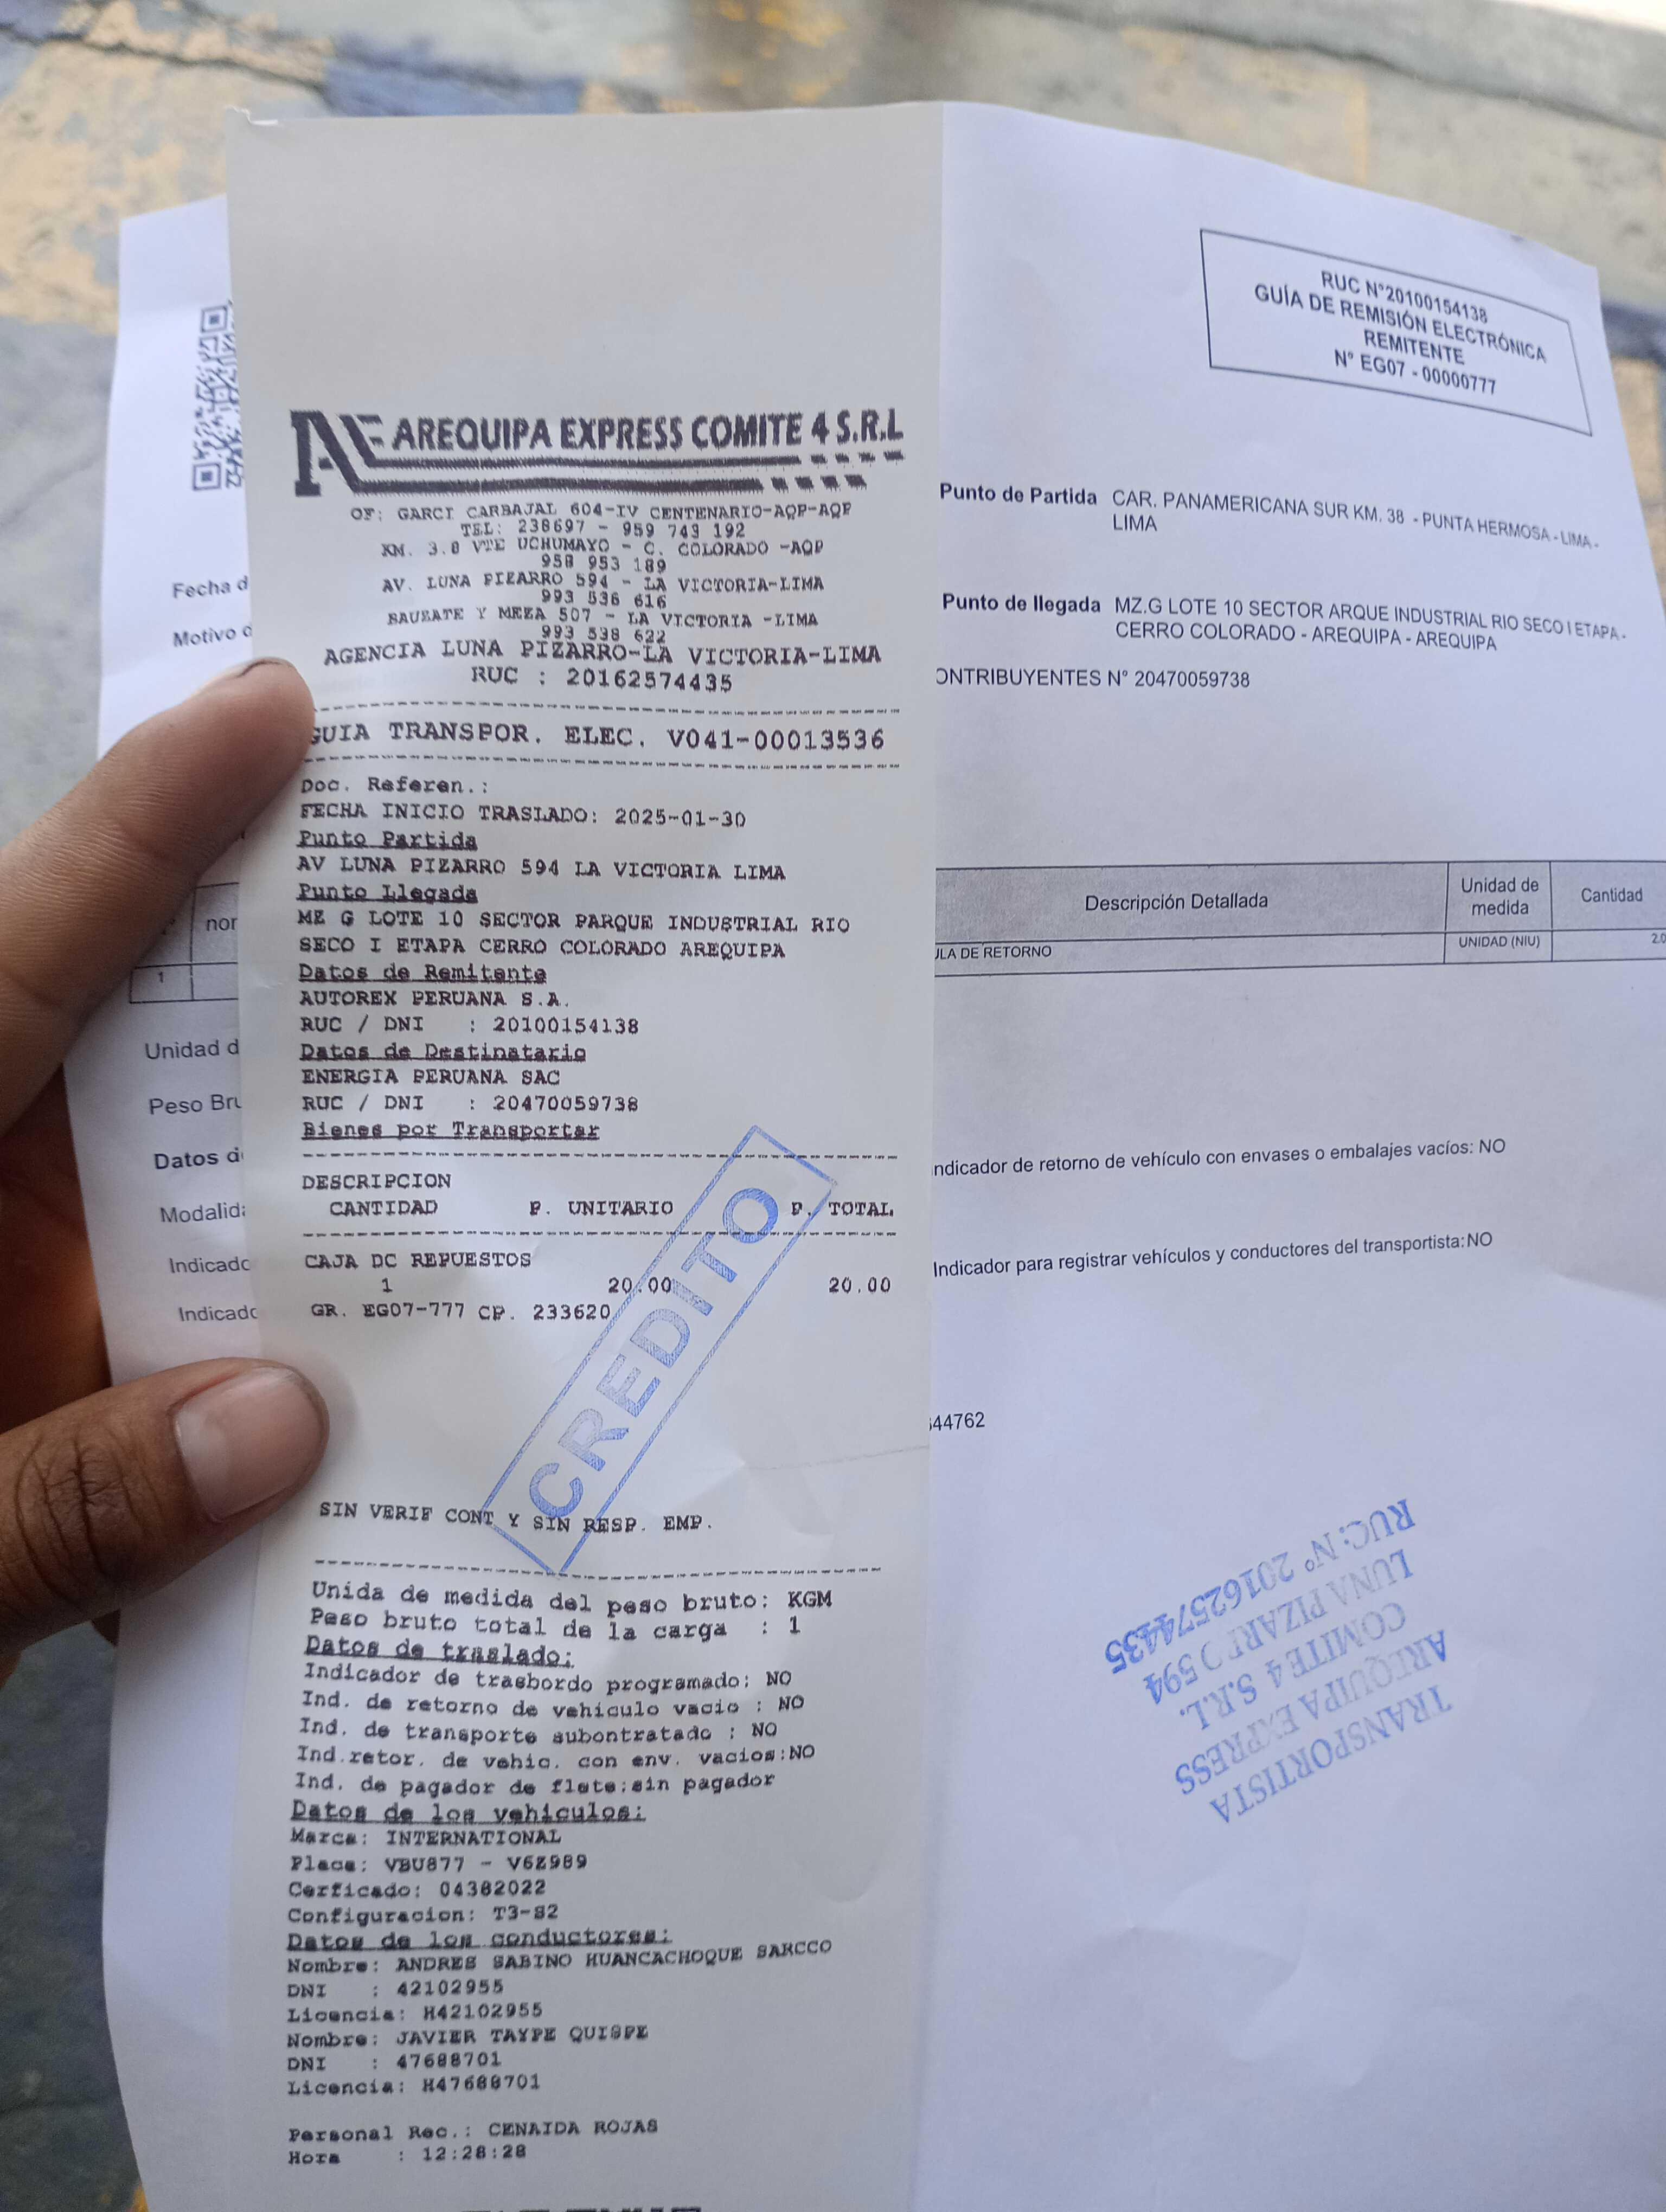 AE AREQUIPA EXPRESS COMITE 4 S.R.L
OF: GARCI CARBAJAL 604-IV CENTENARIO-AQP-AQP
TEL: 238697 - 959 743 192
KM. 3.8 VTE UCHUMAYO - C. COLORADO -AQP
958 953 189
AV. LUNA PIZARRO 594 - LA VICTORIA-LIMA
993 536 616
BAUZATE Y MEZA 507 - LA VICTORIA -LIMA
993 538 622
AGENCIA LUNA PIZARRO-LA VICTORIA-LIMA
RUC : 20162574435
GUIA TRANSPOR. ELEC. V041-00013536
Doc. Referen.:
FECHA INICIO TRASLADO: 2025-01-30
Punto Partida
AV LUNA PIZARRO 594 LA VICTORIA LIMA
Punto Llegada
MZ G LOTE 10 SECTOR PARQUE INDUSTRIAL RIO
SECO I ETAPA CERRO COLORADO AREQUIPA
Datos de Remitente
AUTOREX PERUANA S.A.
RUC / DNI : 20100154138
Datos de Destinatario
ENERGIA PERUANA SAC
RUC / DNI : 20470059738
Bienes por Transportar
DESCRIPCION
CANTIDAD P. UNITARIO P. TOTAL
CAJA DC REPUESTOS
1 20.00 20.00
GR. EG07-777 CP. 233620
CREDITO
SIN VERIF CONT Y SIN RESP. EMP.
Unida de medida del peso bruto: KGM
Peso bruto total de la carga : 1
Datos de traslado:
Indicador de trasbordo programado: NO
Ind. de retorno de vehiculo vacio : NO
Ind. de transporte subontratado : NO
Ind.retor. de vehic. con env. vacios:NO
Ind. de pagador de flete:sin pagador
Datos de los vehiculos:
Marca: INTERNATIONAL
Placa: VBU877 - V6Z989
Cerficado: 04382022
Configuracion: T3-S2
Datos de los conductores:
Nombre: ANDRES SABINO HUANCACHOQUE SARCCO
DNI : 42102955
Licencia: H42102955
Nombre: JAVIER TAYPE QUISPE
DNI : 47688701
Licencia: H47688701
Personal Rec.: CENAIDA ROJAS
Hora : 12:28:28
RUC N°20100154138
GUÍA DE REMISIÓN ELECTRÓNICA
REMITENTE
N° EG07 - 00000777
Fecha d
Motivo d
Punto de Partida CAR. PANAMERICANA SUR KM. 38 - PUNTA HERMOSA - LIMA -
LIMA
Punto de llegada MZ.G LOTE 10 SECTOR ARQUE INDUSTRIAL RIO SECO I ETAPA -
CERRO COLORADO - AREQUIPA - AREQUIPA
ONTRIBUYENTES N° 20470059738
nor Descripción Detallada Unidad de medida Cantidad
1 ULA DE RETORNO UNIDAD (NIU) 2.0
Unidad d
Peso Bru
Datos d
Modalida
Indicado
Indicado
ndicador de retorno de vehículo con envases o embalajes vacíos: NO
Indicador para registrar vehículos y conductores del transportista:NO
44762
TRANSPORTISTA
AREQUIPA EXPRESS
COMITE 4 S.R.L.
LUNA PIZARRO 594
RUC: N° 20162574435